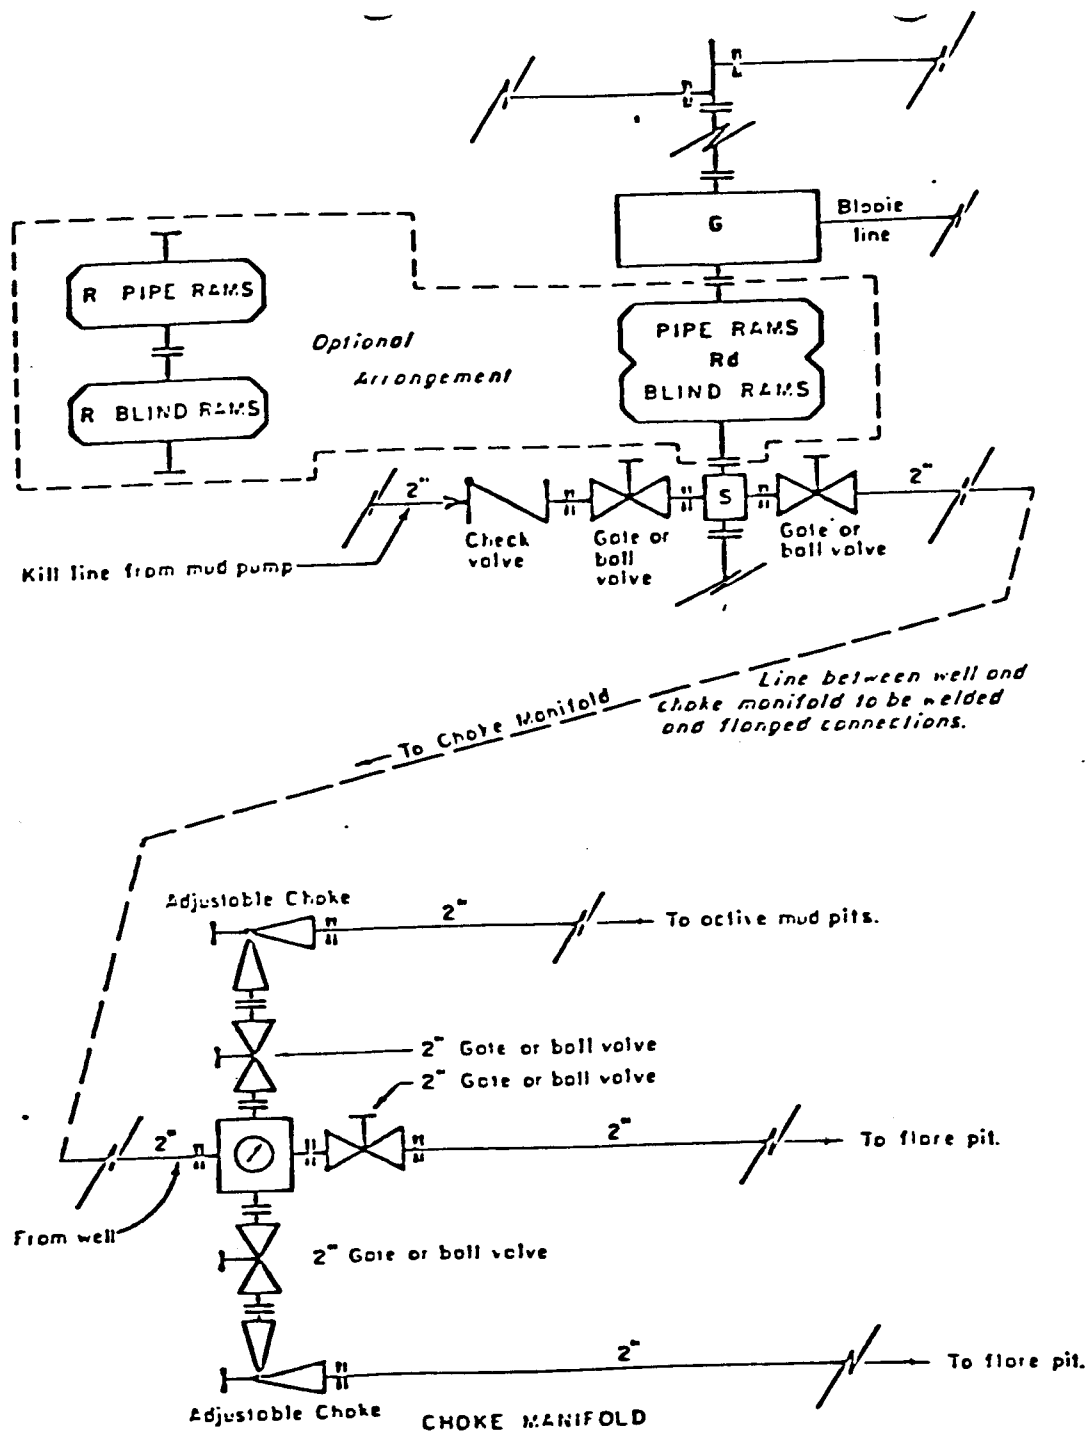 G
Blooie
line
R PIPE RAMS
PIPE RAMS
Rd
BLIND RAMS
Optional
Arrangement
R BLIND RAMS
2"
S
2"
Check
valve
Gate or
ball
valve
Gate or
ball valve
Kill line from mud pump
Line between well and
choke manifold to be welded
and flanged connections.
To Choke Manifold
Adjustable Choke
2"
To active mud pits.
2" Gate or ball valve
2" Gate or ball valve
2"
2"
To flare pit.
From well
2" Gate or ball valve
2"
To flare pit.
Adjustable Choke
CHOKE MANIFOLD